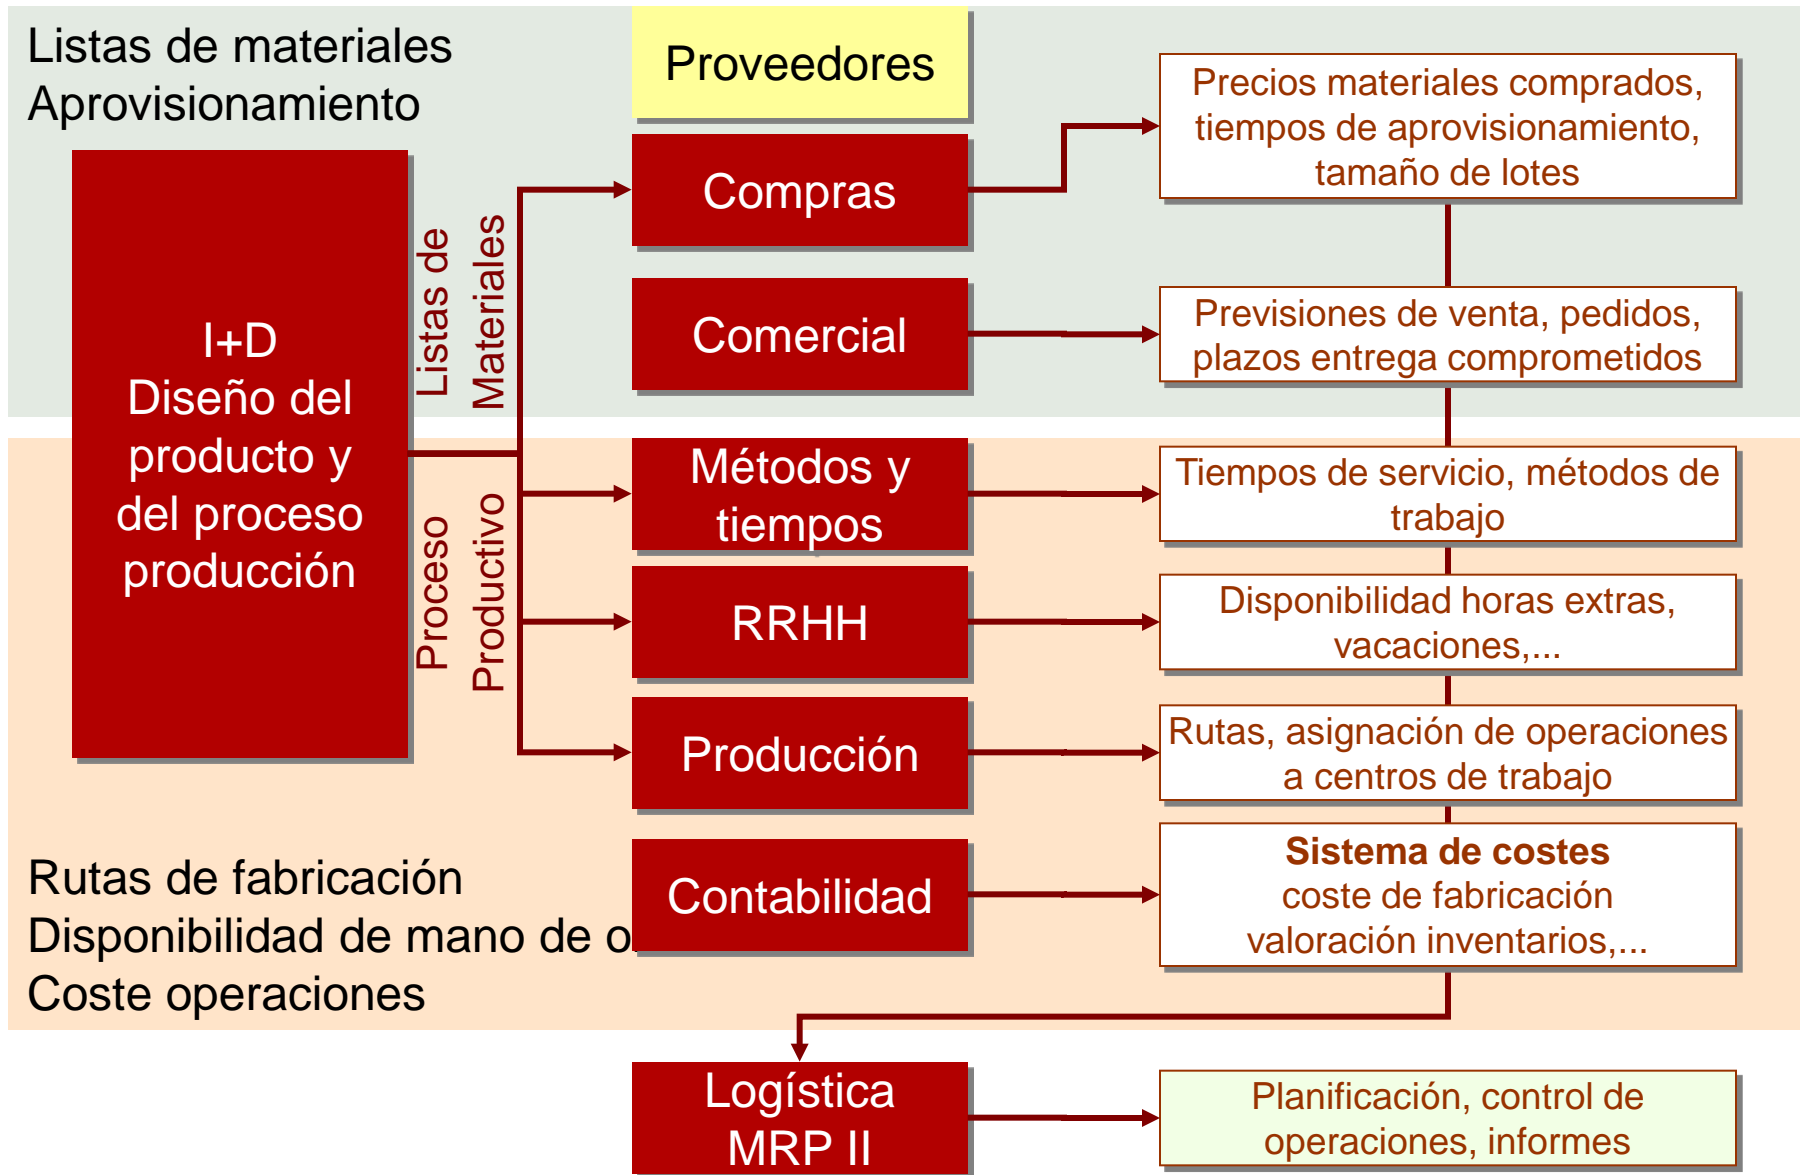 Listas de materiales
Aprovisionamiento
Proveedores
Precios materiales comprados,
tiempos de aprovisionamiento,
tamaño de lotes
Compras
Listas de
Materiales
I+D
Diseño del
producto y
del proceso
producción
Comercial
Previsiones de venta, pedidos,
plazos entrega comprometidos
Proceso
Productivo
Métodos y
tiempos
Tiempos de servicio, métodos de
trabajo
RRHH
Disponibilidad horas extras,
vacaciones,...
Producción
Rutas, asignación de operaciones
a centros de trabajo
Rutas de fabricación
Disponibilidad de mano de o
Coste operaciones
Contabilidad
Sistema de costes
coste de fabricación
valoración inventarios,...
Logística
MRP II
Planificación, control de
operaciones, informes